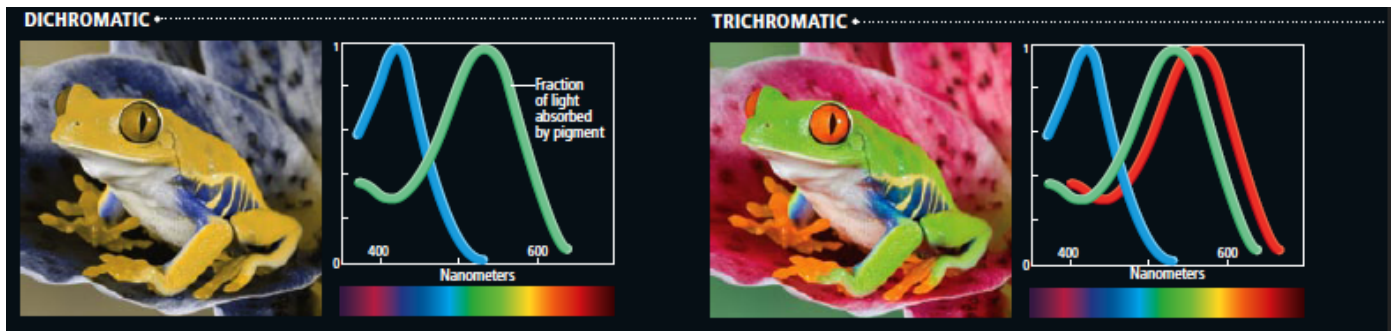 DICHROMATIC
1
Fraction
of light
absorbed
by pigment
400
600
0
Nanometers
TRICHROMATIC
1
400
600
0
Nanometers